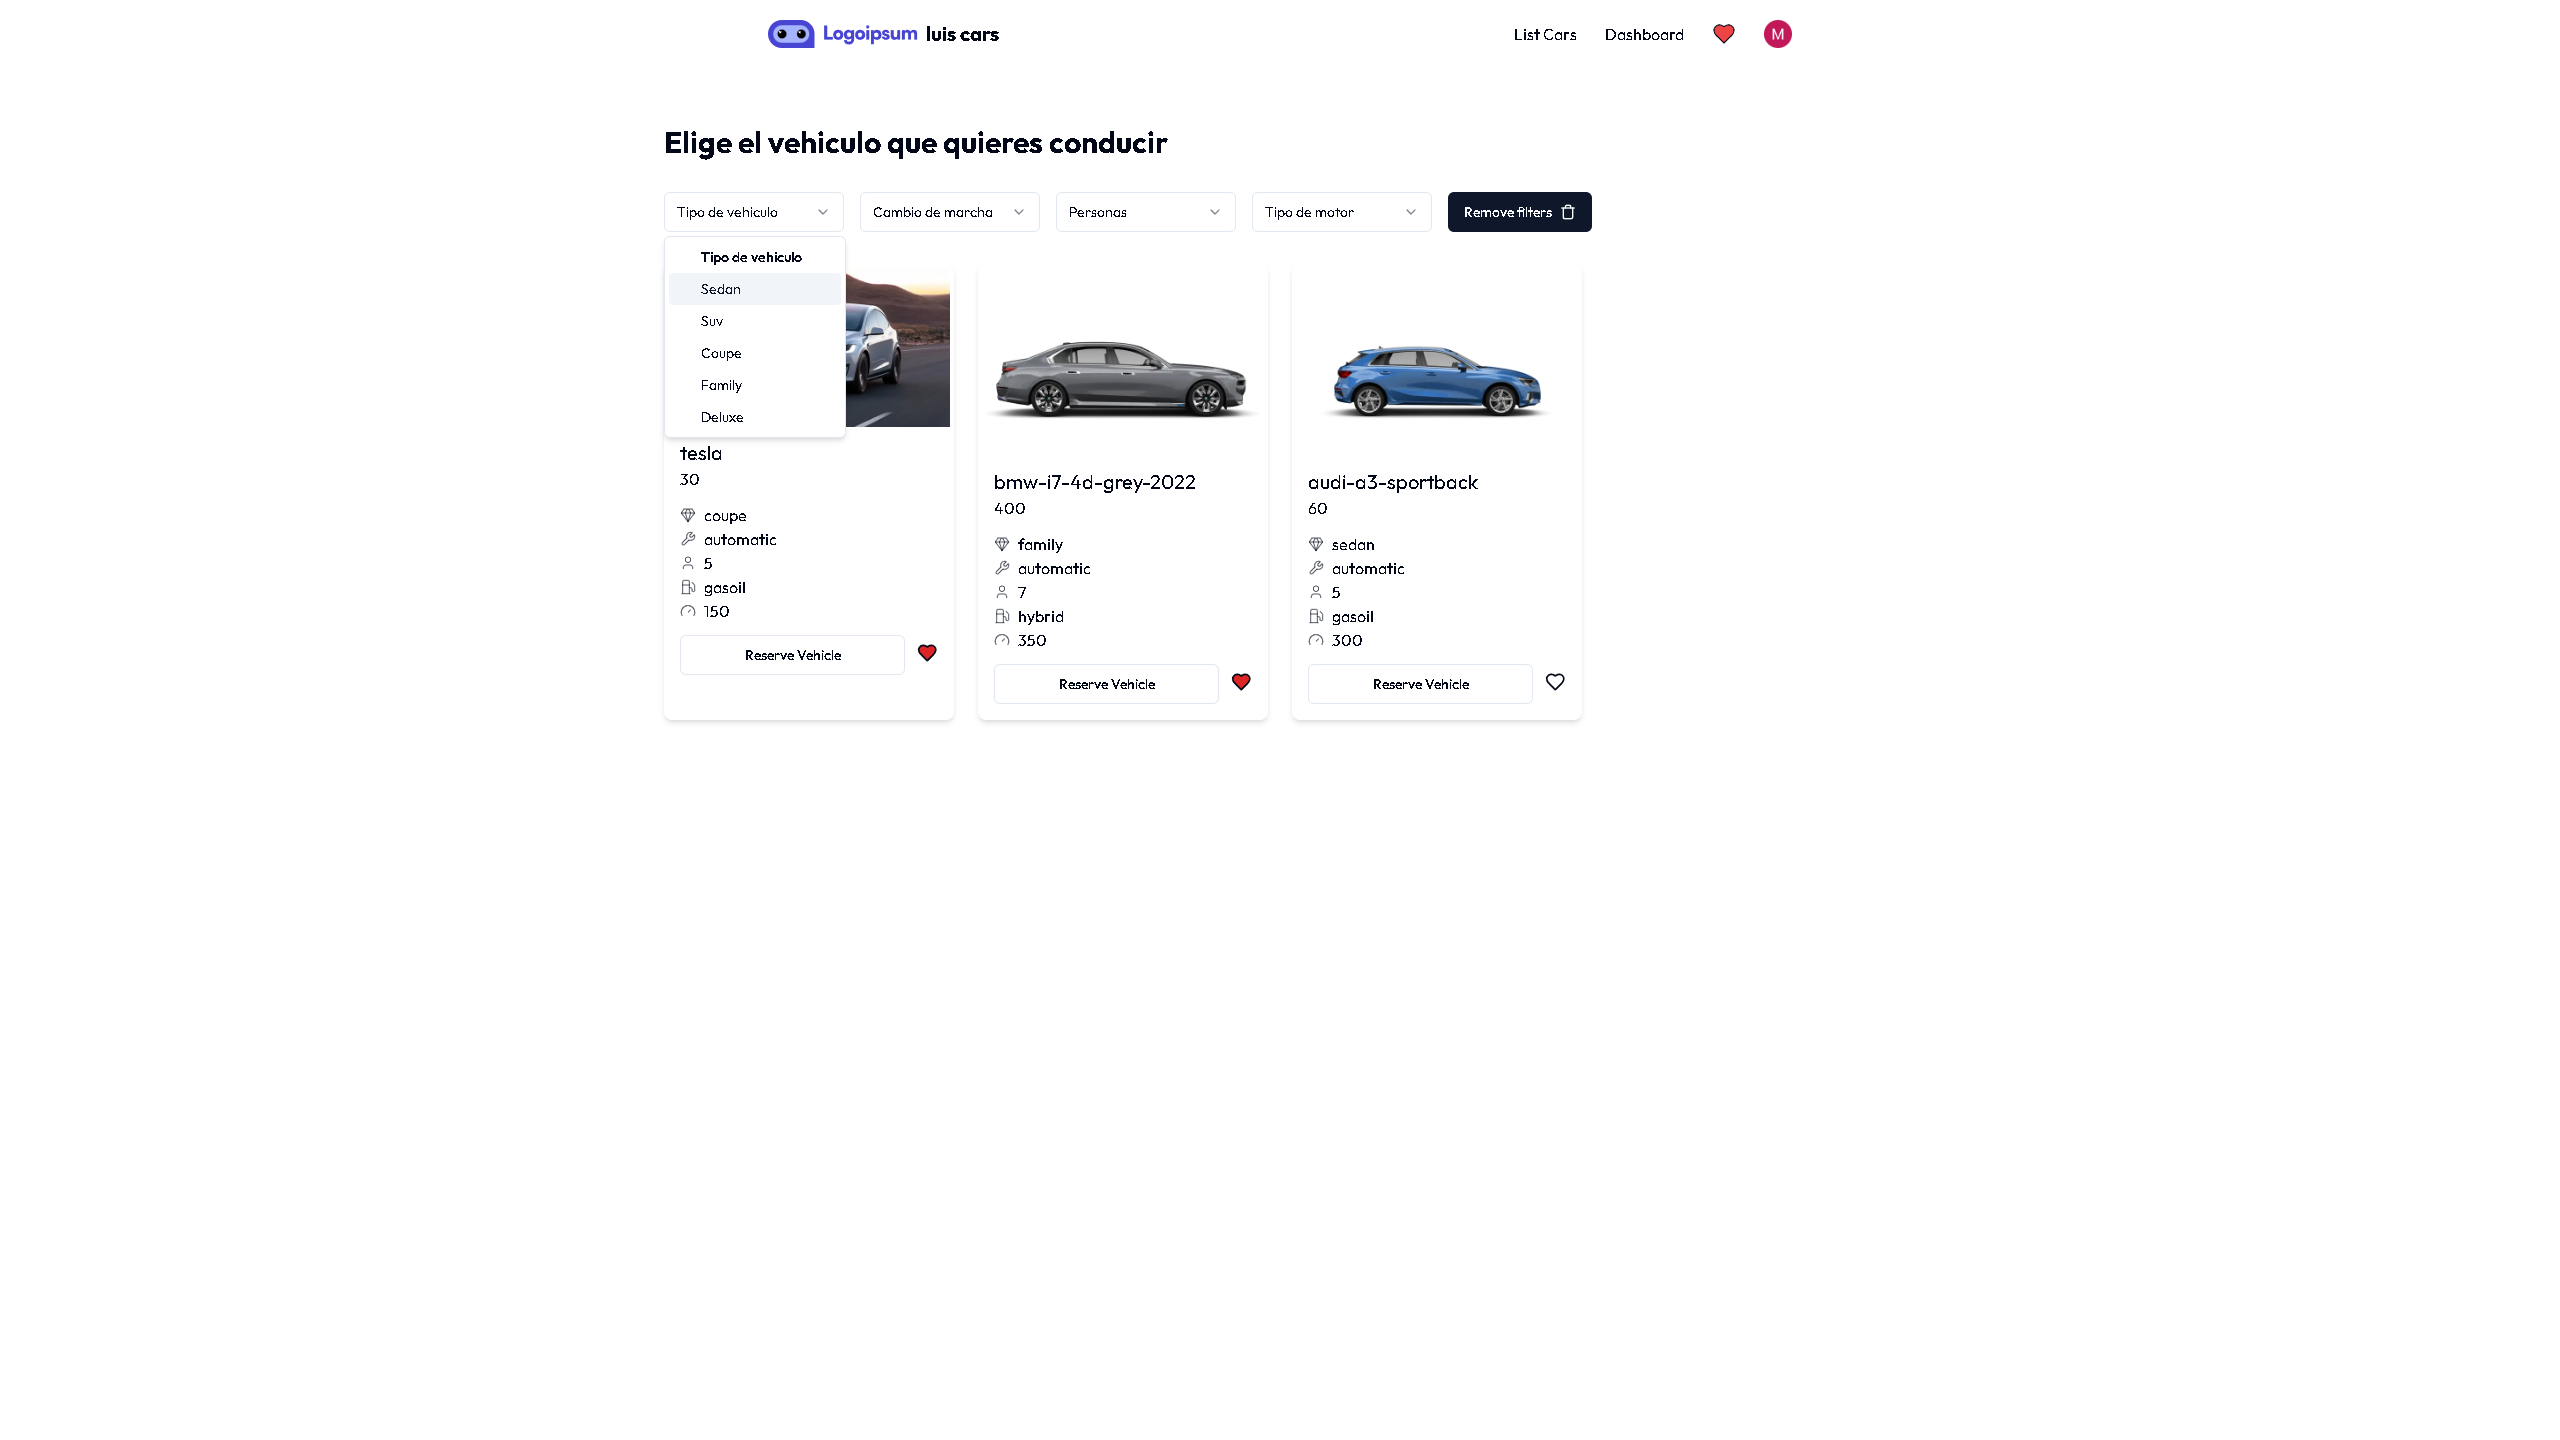 Logoipsum luis cars
List Cars Dashboard M
Elige el vehiculo que quieres conducir
Tipo de vehiculo Cambio de marcha Personas Tipo de motor Remove filters
Tipo de vehiculo
Sedan
Suv
Coupe
Family
Deluxe
tesla
30
coupe
automatic
5
gasoil
150
Reserve Vehicle
bmw-i7-4d-grey-2022
400
family
automatic
7
hybrid
350
Reserve Vehicle
audi-a3-sportback
60
sedan
automatic
5
gasoil
300
Reserve Vehicle